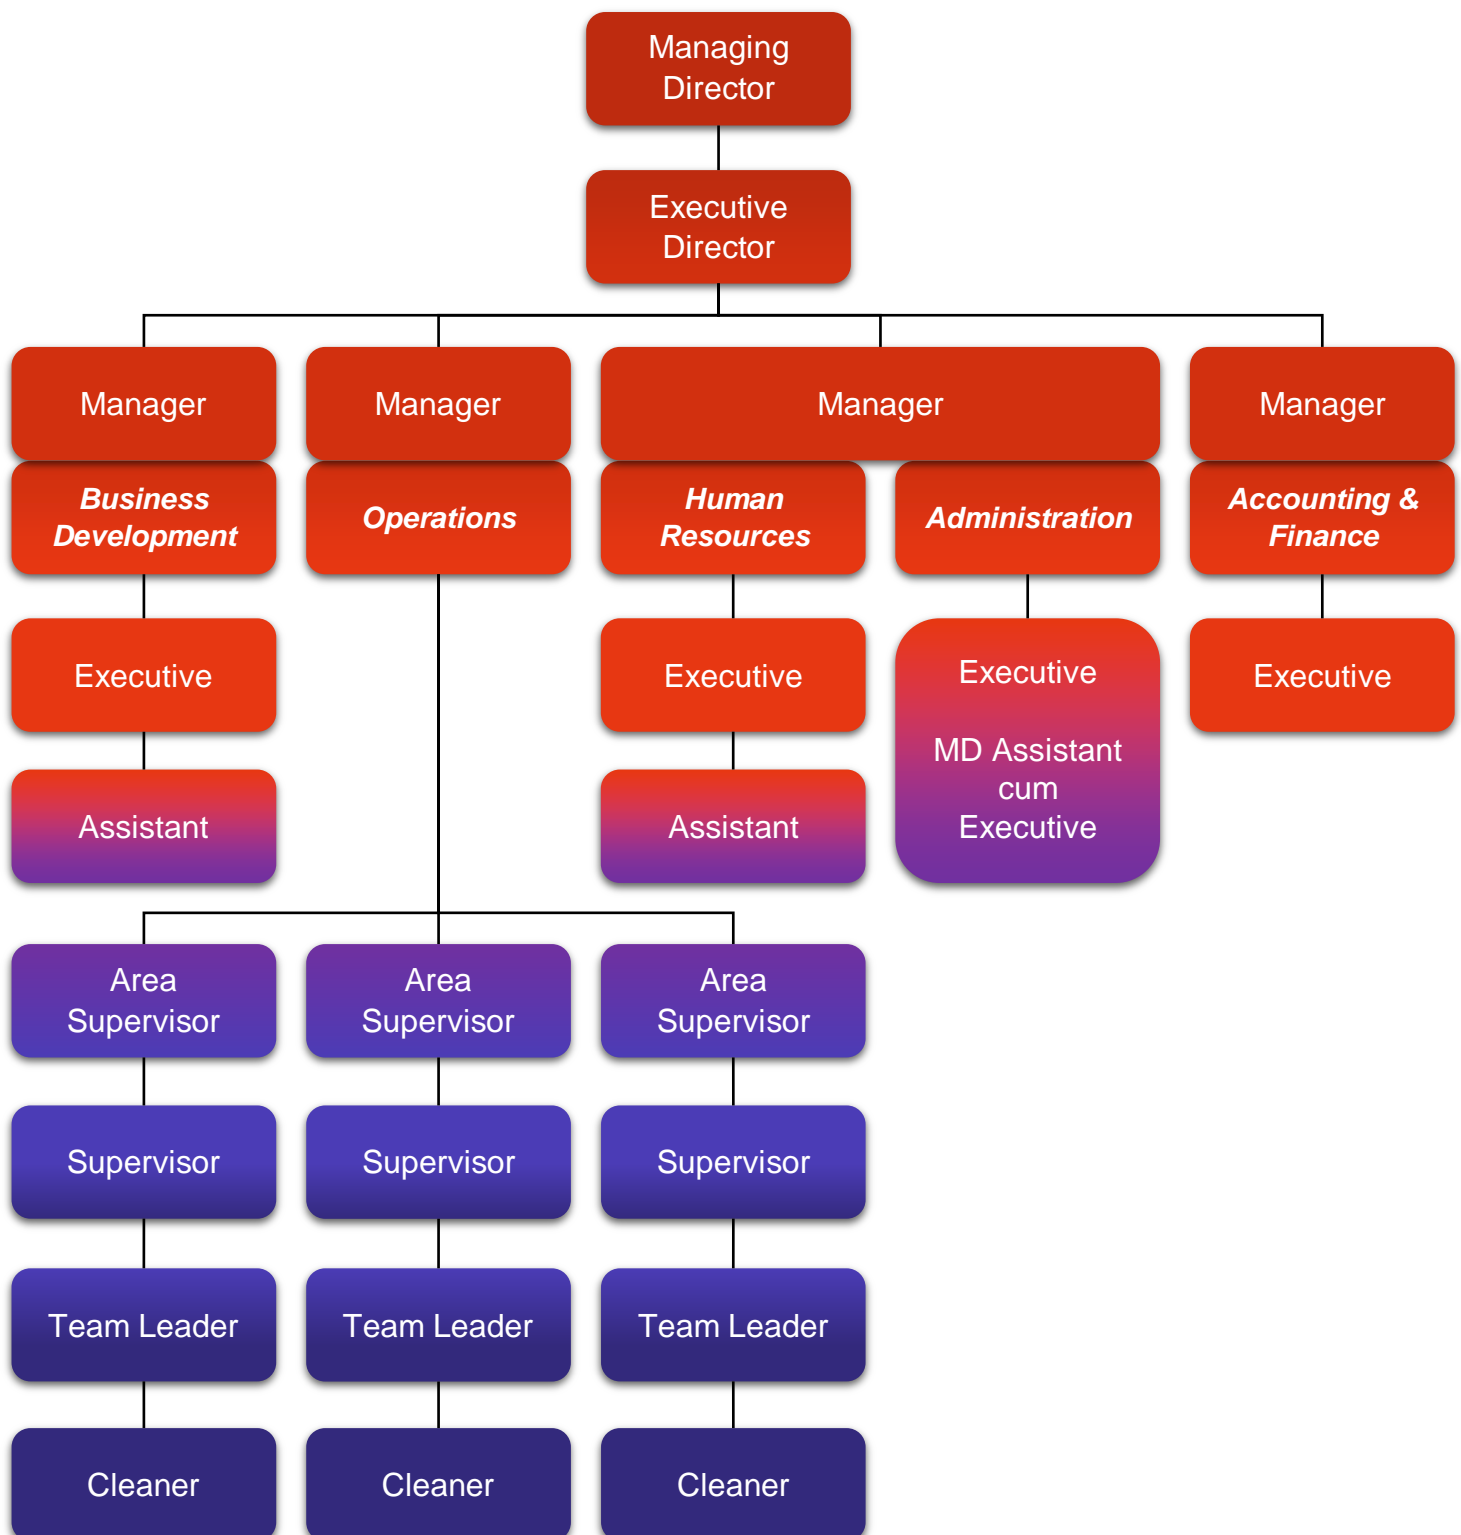 Managing
Director
Executive
Director
Manager
Manager
Manager
Manager
Business
Development
Operations
Human
Resources
Administration
Accounting &
Finance
Executive
Executive
Executive
MD Assistant
cum
Executive
Executive
Assistant
Assistant
Area
Supervisor
Area
Supervisor
Area
Supervisor
Supervisor
Supervisor
Supervisor
Team Leader
Team Leader
Team Leader
Cleaner
Cleaner
Cleaner